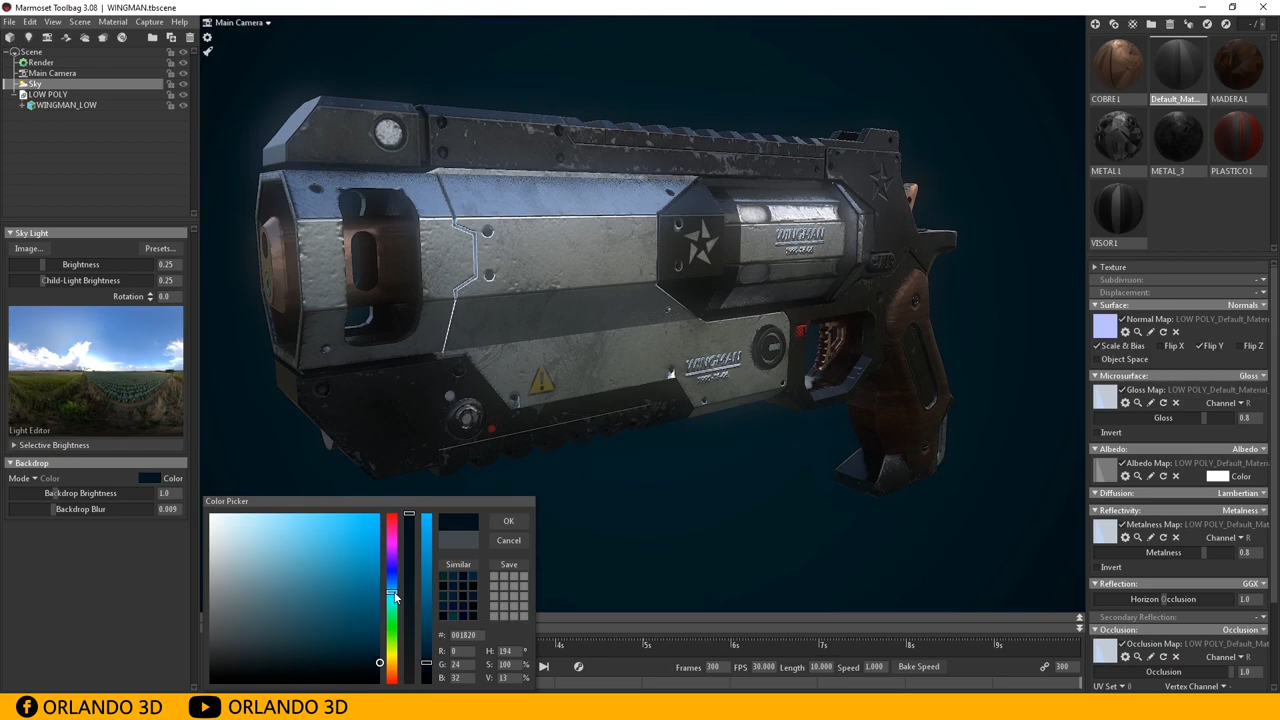 Marmoset Toolbag 3.08 | WINGMAN.tbscene
File Edit View Scene Material Capture Help
Main Camera
Scene
Render
Main Camera
Sky
LOW POLY
WINGMAN_LOW
Sky Light
Image... Presets...
Brightness 0.25
Child-Light Brightness 0.25
Rotation 0.0
Light Editor
Selective Brightness
Backdrop
Mode Color Color
Backdrop Brightness 1.0
Backdrop Blur 0.009
WINGMAN
WINGMAN
Color Picker
OK
Cancel
Similar Save
#: 001820
R: 0 H: 194 °
G: 24 S: 100 %
B: 32 V: 13 %
4s 5s 6s 7s 8s 9s
Frames 300 FPS 30.000 Length 10.000 Speed 1.000 Bake Speed 300
- /
COBRE1 Default_Mat... MADERA1
METAL1 METAL_3 PLASTICO1
VISOR1
Texture
Subdivision: -
Displacement: -
Surface: Normals
Normal Map: LOW POLY_Default_Mater
Scale & Bias Flip X Flip Y Flip Z
Object Space
Microsurface: Gloss
Gloss Map: LOW POLY_Default_Material
Channel R
Gloss 0.8
Invert
Albedo: Albedo
Albedo Map: LOW POLY_Default_Materi
Color
Diffusion: Lambertian
Reflectivity: Metalness
Metalness Map: LOW POLY_Default_Mat
Channel R
Metalness 0.8
Invert
Reflection: GGX
Horizon Occlusion 1.0
Secondary Reflection: -
Occlusion: Occlusion
Occlusion Map: LOW POLY_Default_Mat
Channel R
Occlusion 1.0
UV Set 0 Vertex Channel -
ORLANDO 3D ORLANDO 3D